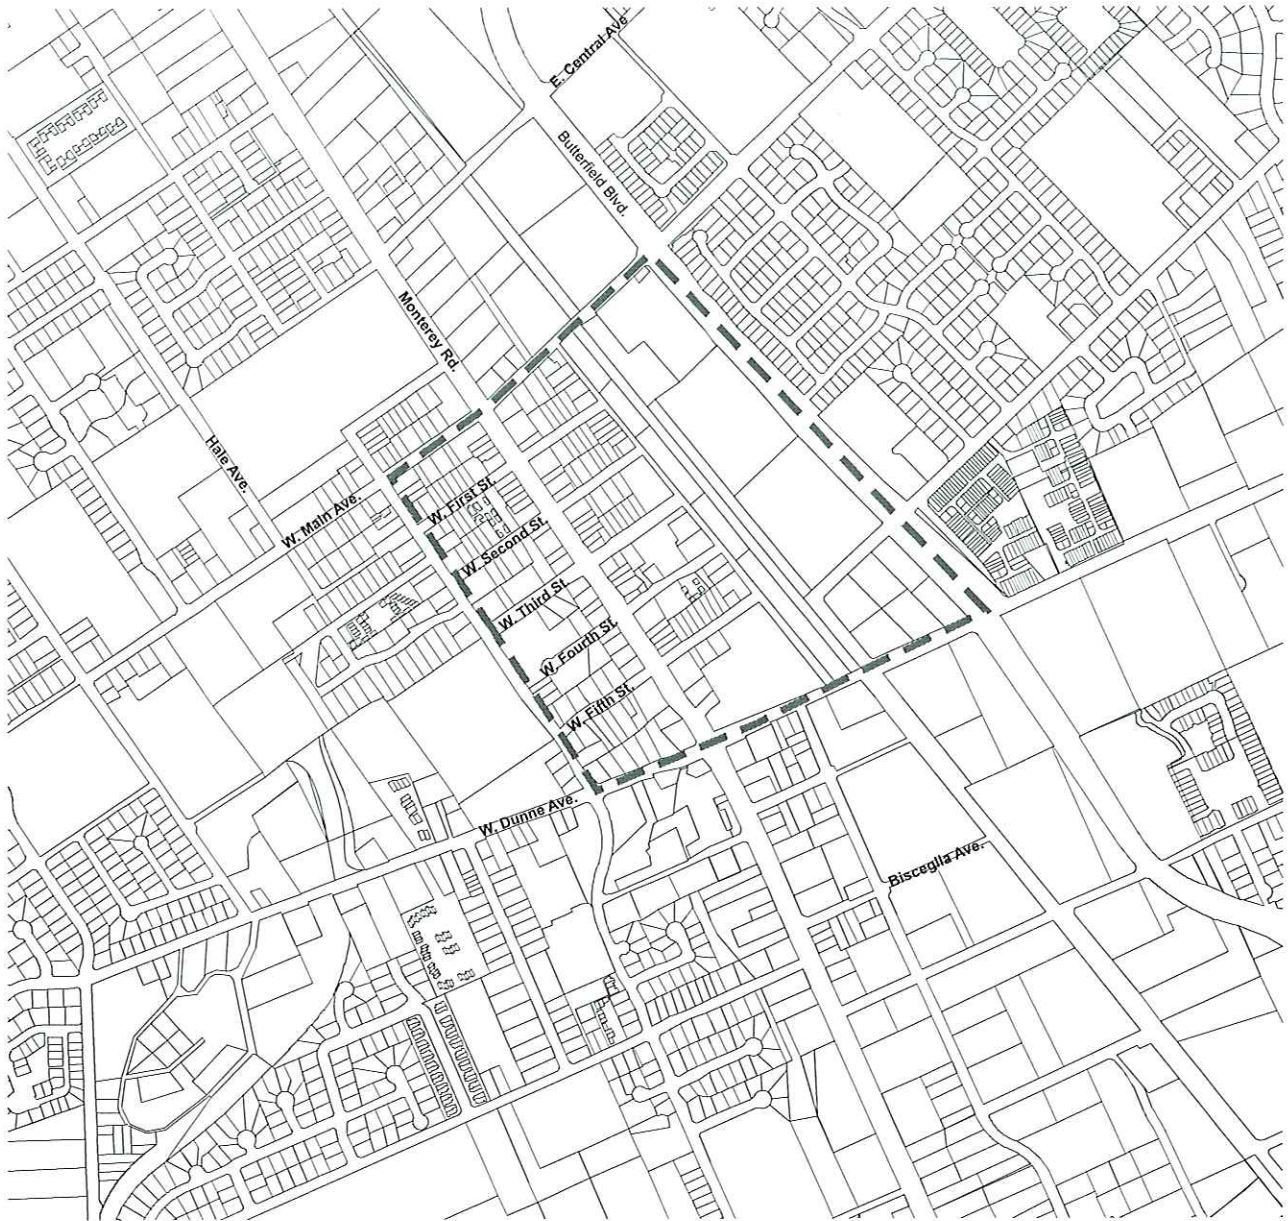 E. Central Ave
Butterfield Blvd.
Monterey Rd.
Hale Ave.
W. Main Ave.
W. First St.
W. Second St.
W. Third St.
W. Fourth St.
W. Fifth St.
W. Dunne Ave.
Bisceglia Ave.